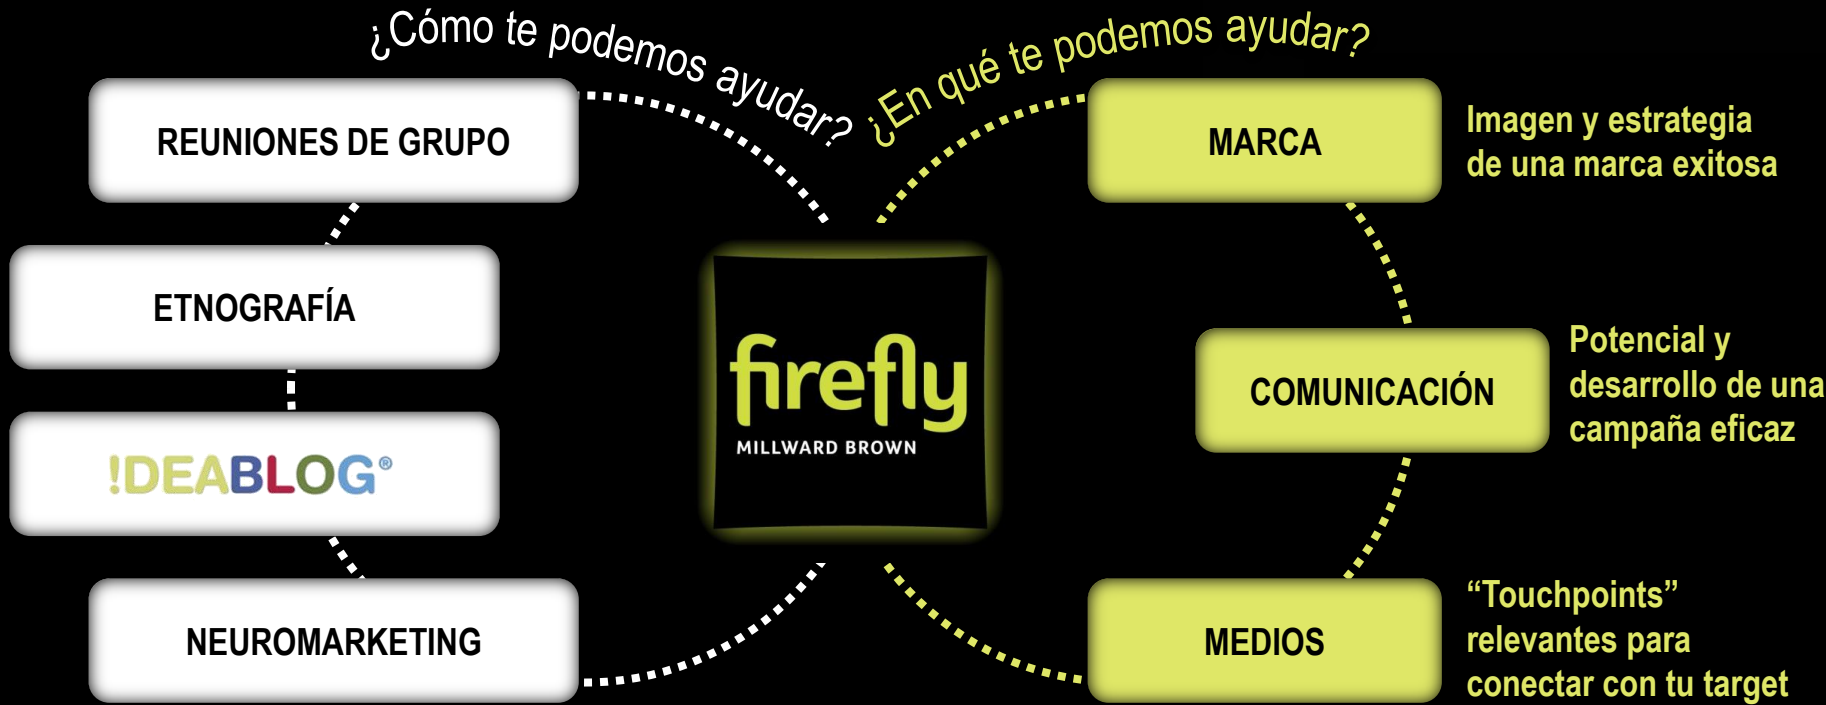 ¿Cómo te podemos ayudar?
REUNIONES DE GRUPO
ETNOGRAFÍA
!DEABLOG®
NEUROMARKETING
firefly
MILLWARD BROWN
¿En qué te podemos ayudar?
MARCA
Imagen y estrategia
de una marca exitosa
COMUNICACIÓN
Potencial y
desarrollo de una
campaña eficaz
MEDIOS
“Touchpoints”
relevantes para
conectar con tu target